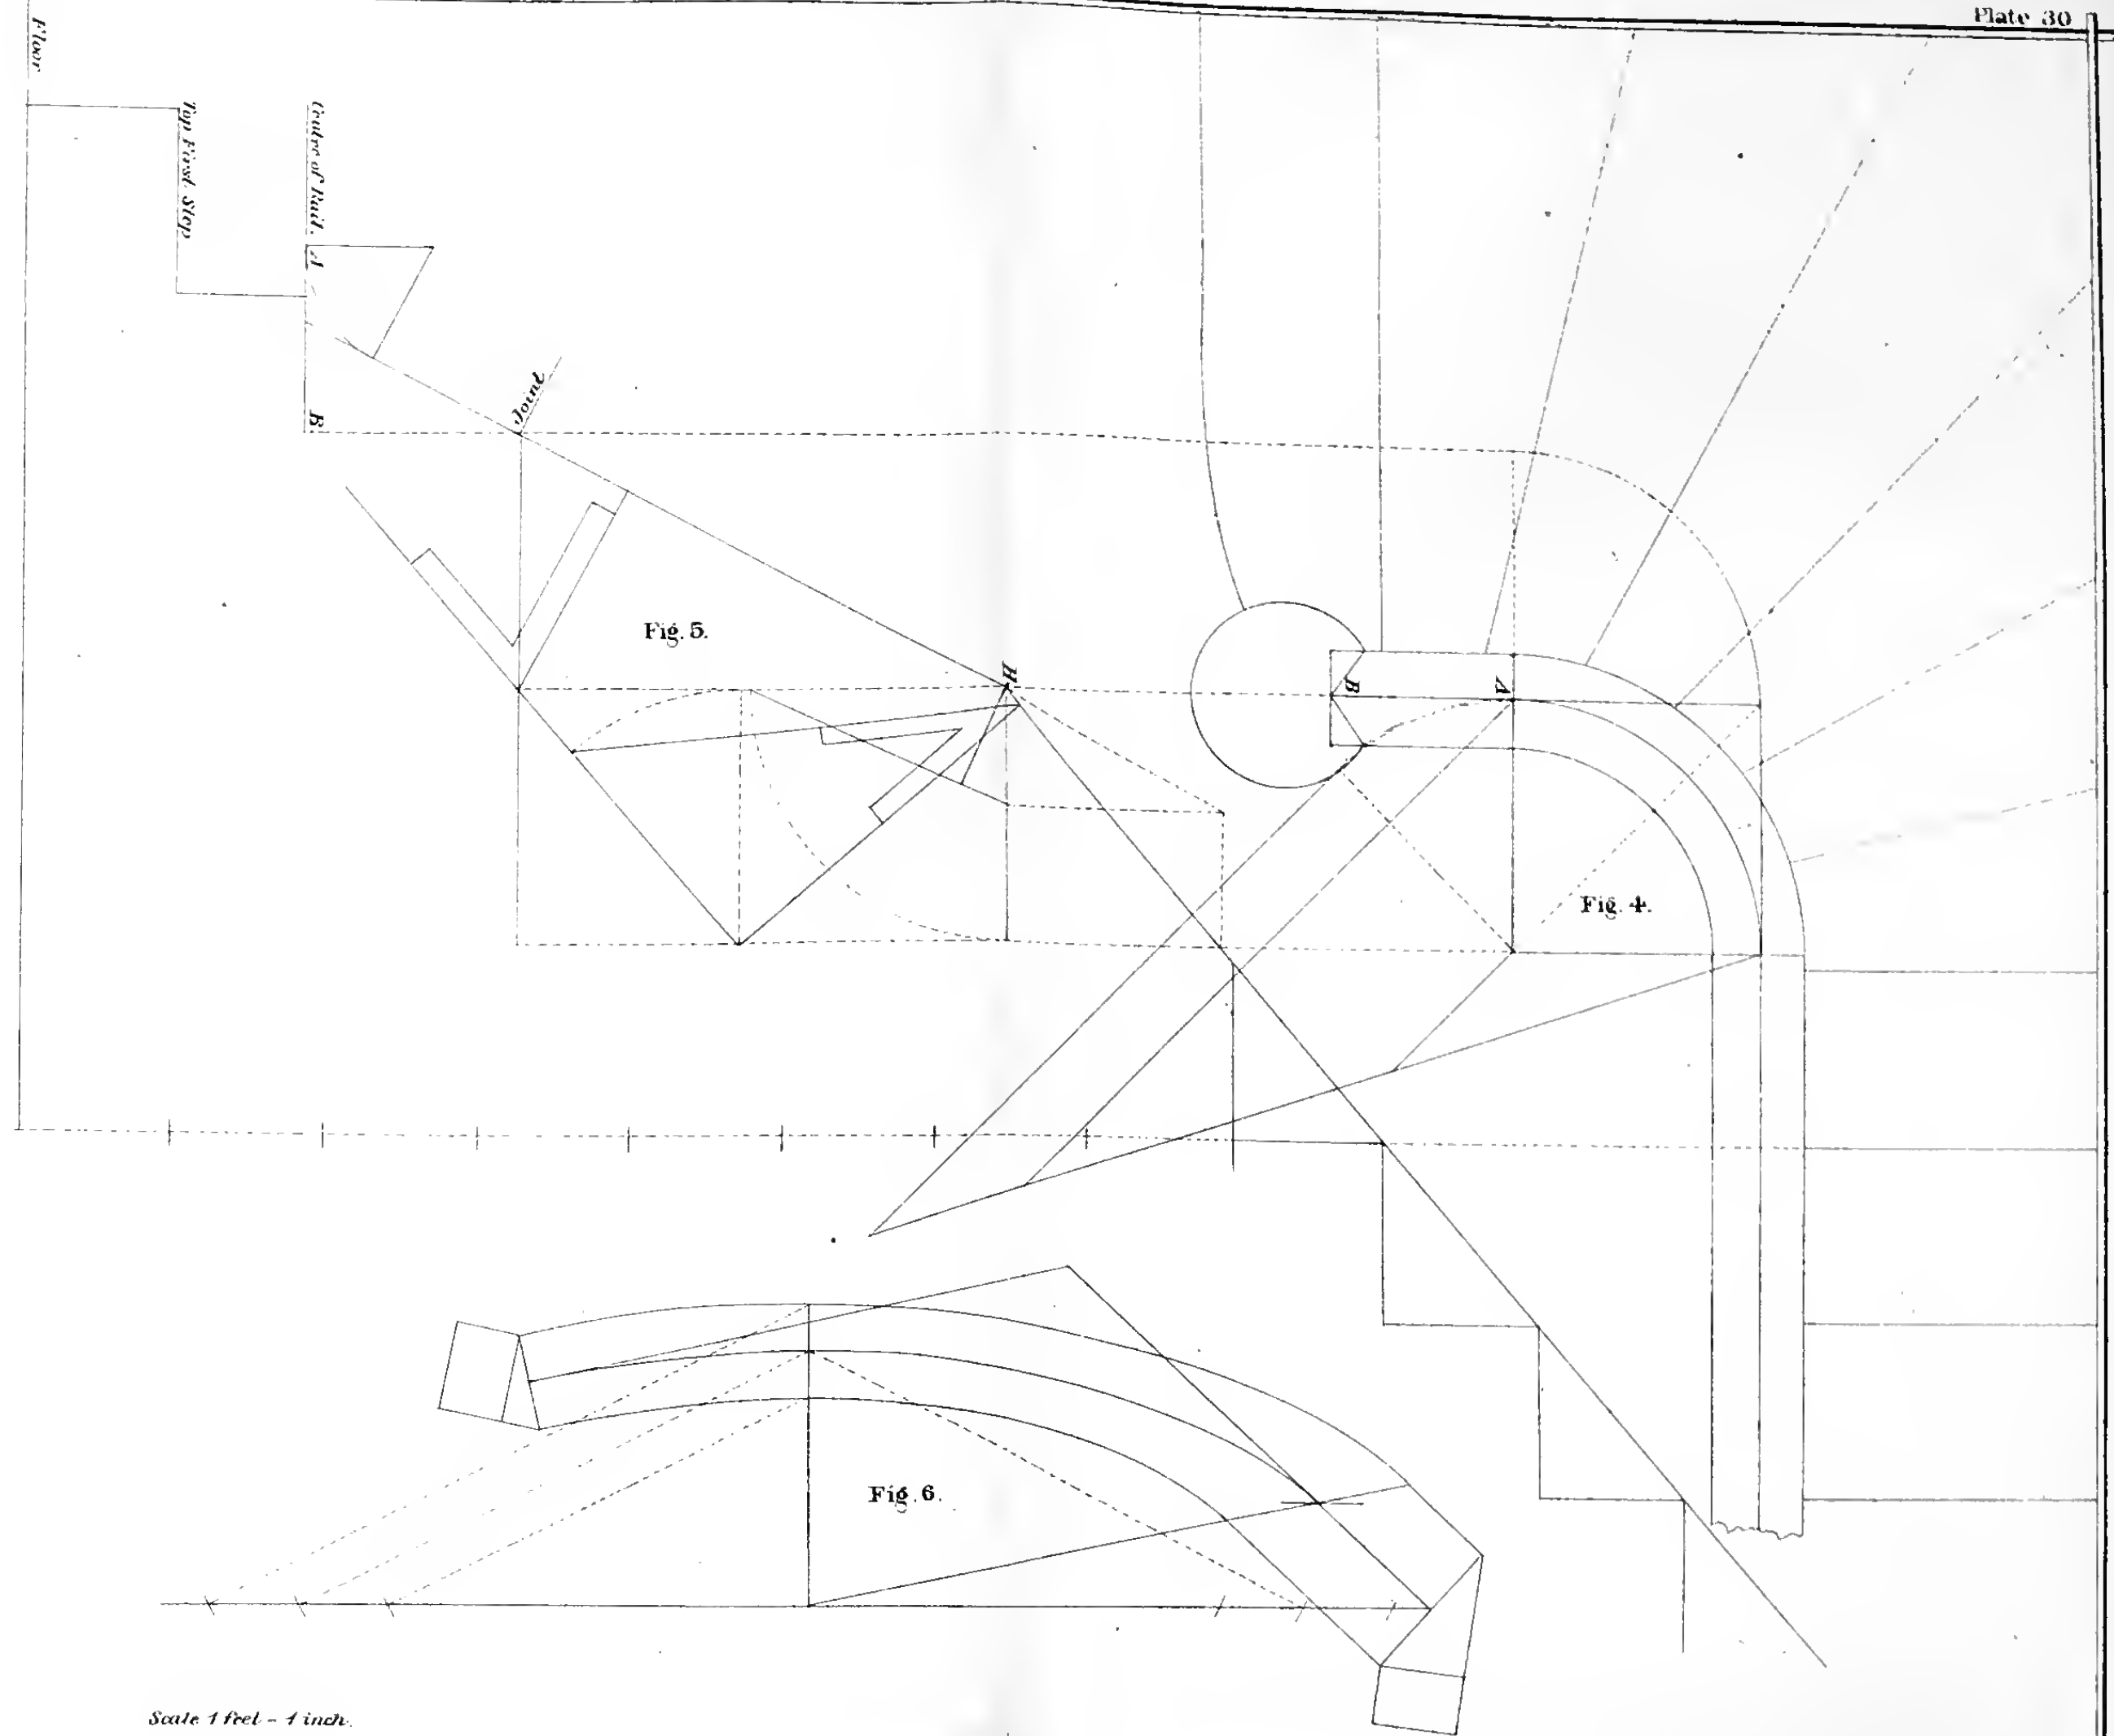 Plate 30
Floor
Top First Step
Centre of Rail.
A
B.
Joint
Fig. 5.
H
B
A
Fig. 4.
Fig. 6.
Scale 1 feet - 1 inch.